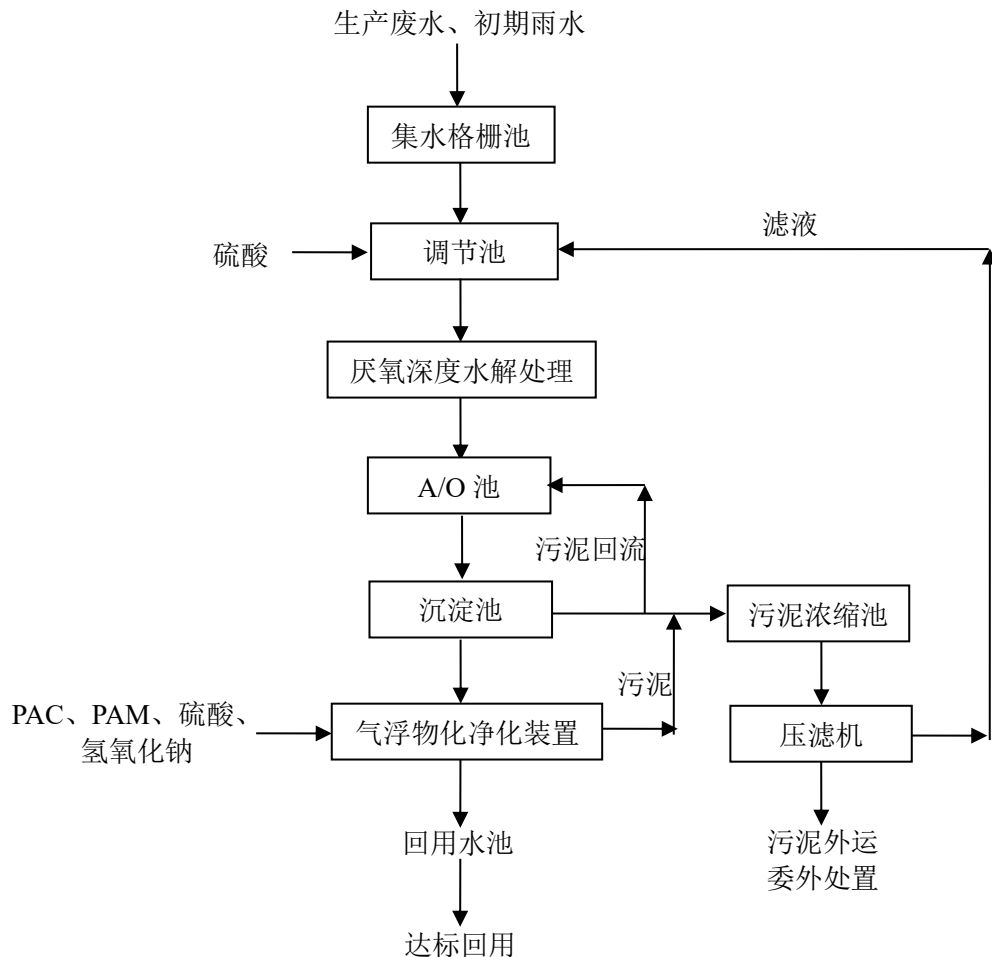 生产废水、初期雨水
集水格栅池
滤液
硫酸
调节池
厌氧深度水解处理
A/O 池
污泥回流
沉淀池
污泥浓缩池
污泥
PAC、PAM、硫酸、
氢氧化钠
气浮物化净化装置
压滤机
回用水池
污泥外运
委外处置
达标回用